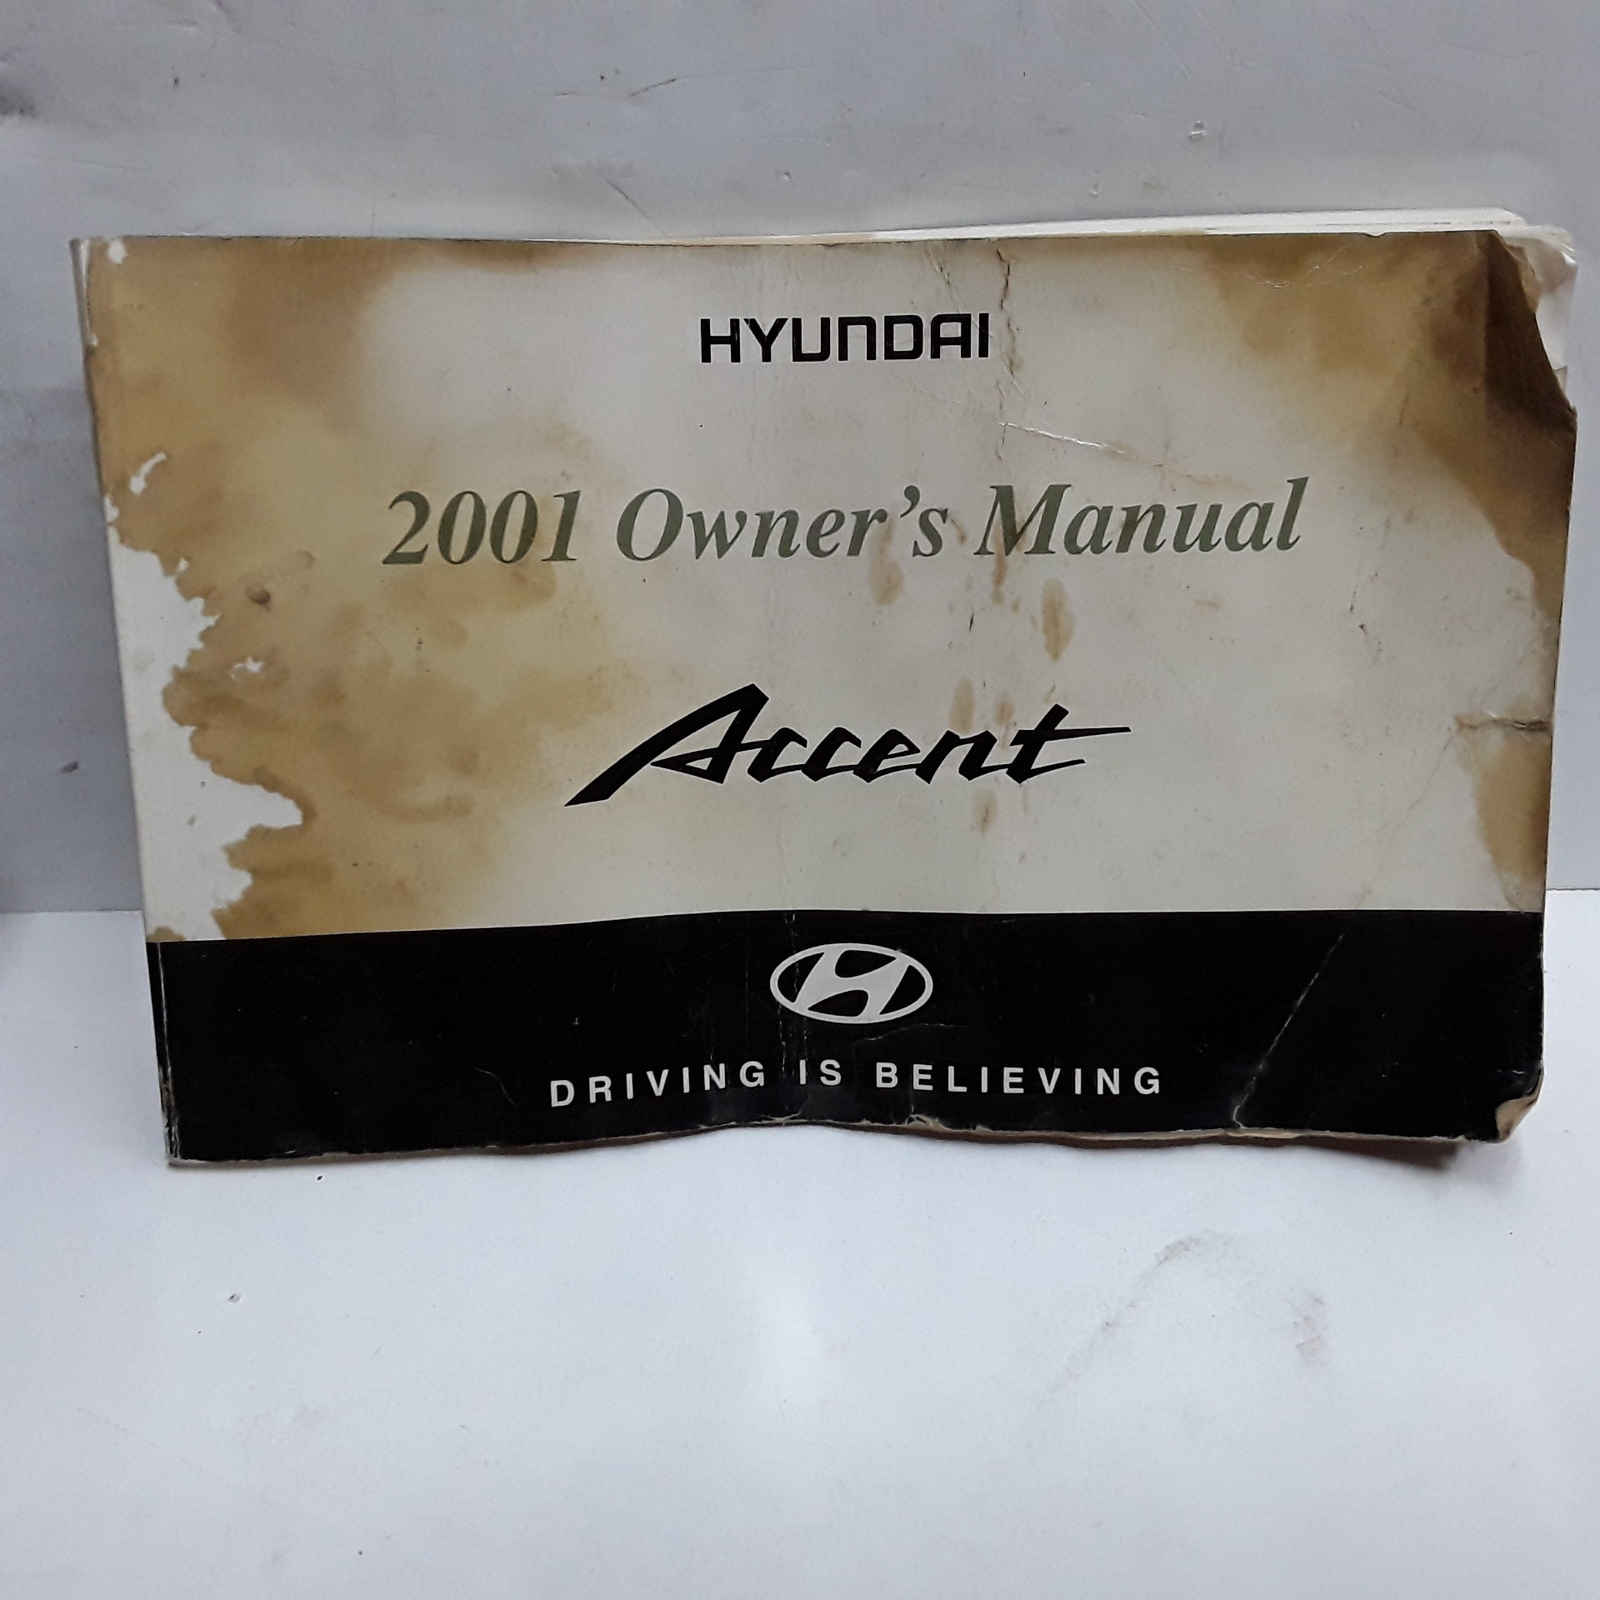 HYUNDAI
2001 Owner's Manual
Accent
DRIVING IS BELIEVING